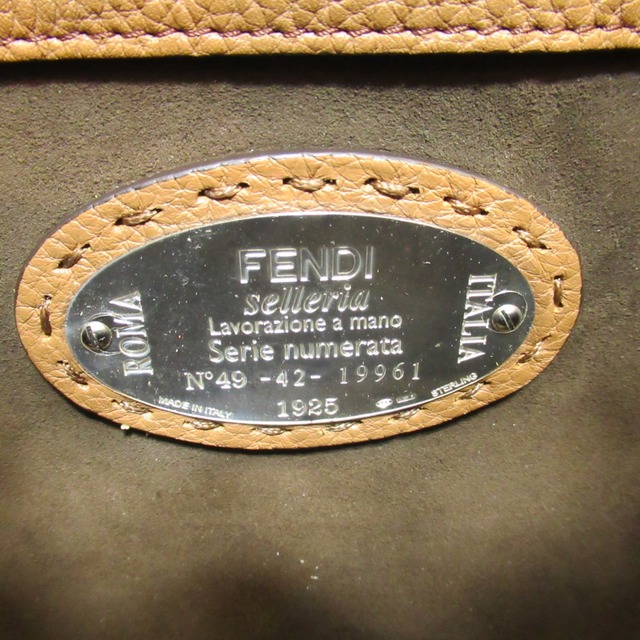 FENDI
selleria
Lavorazione a mano
Serie numerata
N°49 -42- 19961
1925
ROMA
ITALIA
MADE IN ITALY
STERLING